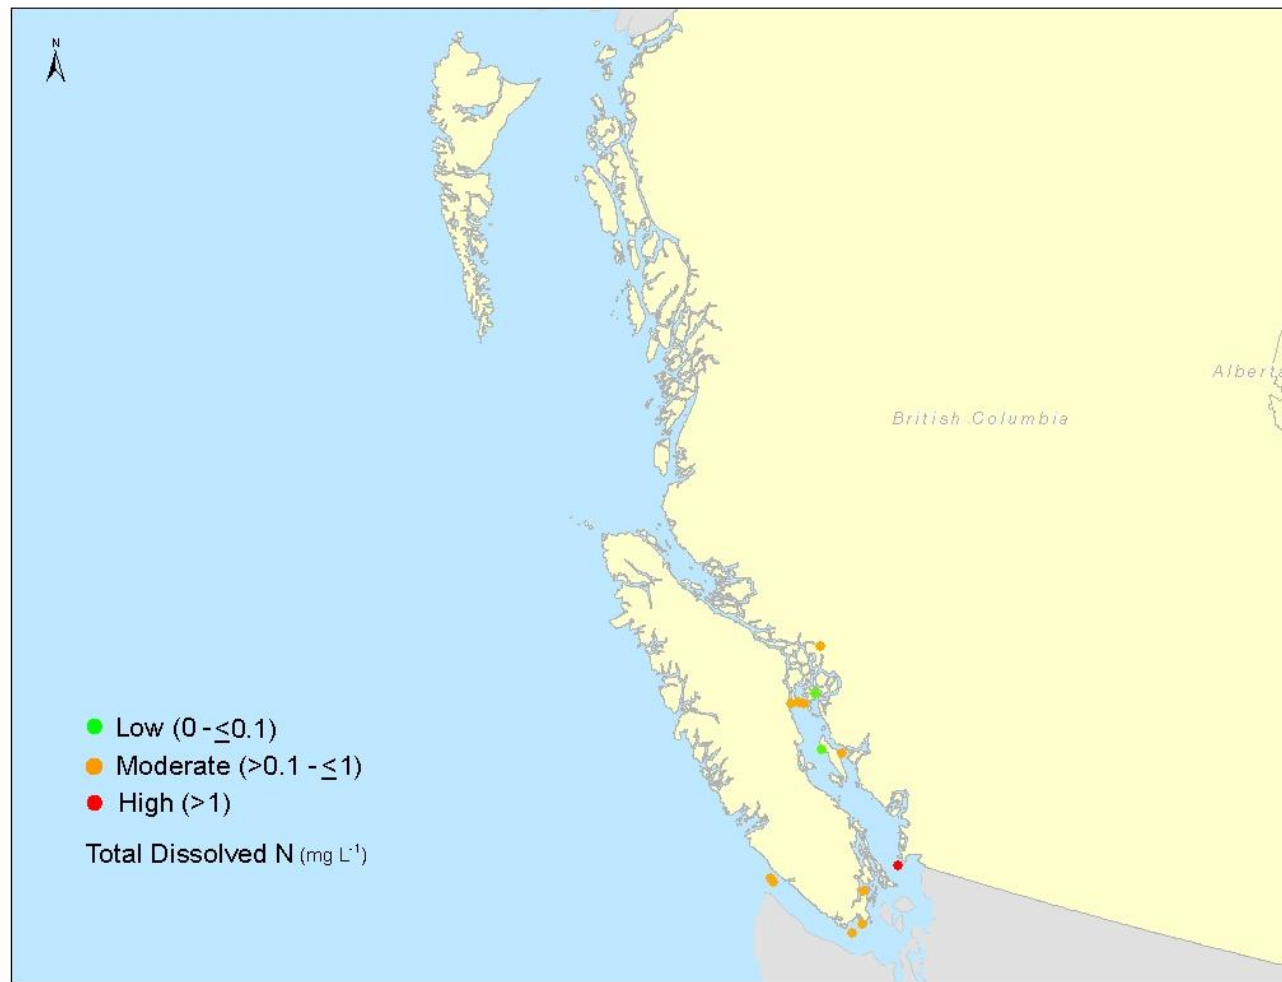 N
Alberta
British Columbia
Low (0 - ≤0.1)
Moderate (>0.1 - ≤1)
High (>1)
Total Dissolved N (mg L⁻¹)